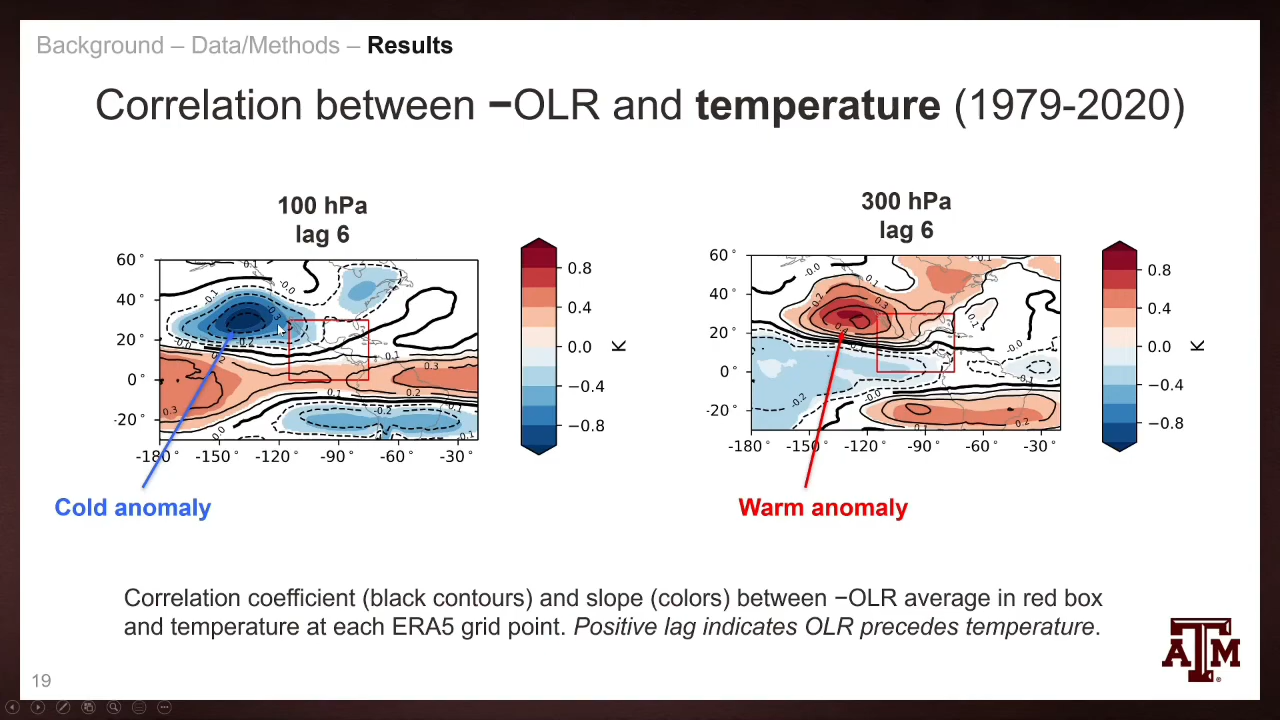 Background – Data/Methods – Results
Correlation between −OLR and temperature (1979-2020)
100 hPa
lag 6
300 hPa
lag 6
60°
40°
20°
0°
-20°
-180° -150° -120° -90° -60° -30°
0.8
0.4
0.0
−0.4
−0.8
K
60°
40°
20°
0°
-20°
-180° -150° -120° -90° -60° -30°
0.8
0.4
0.0
−0.4
−0.8
K
Cold anomaly
Warm anomaly
Correlation coefficient (black contours) and slope (colors) between −OLR average in red box
and temperature at each ERA5 grid point. Positive lag indicates OLR precedes temperature.
ATM
19